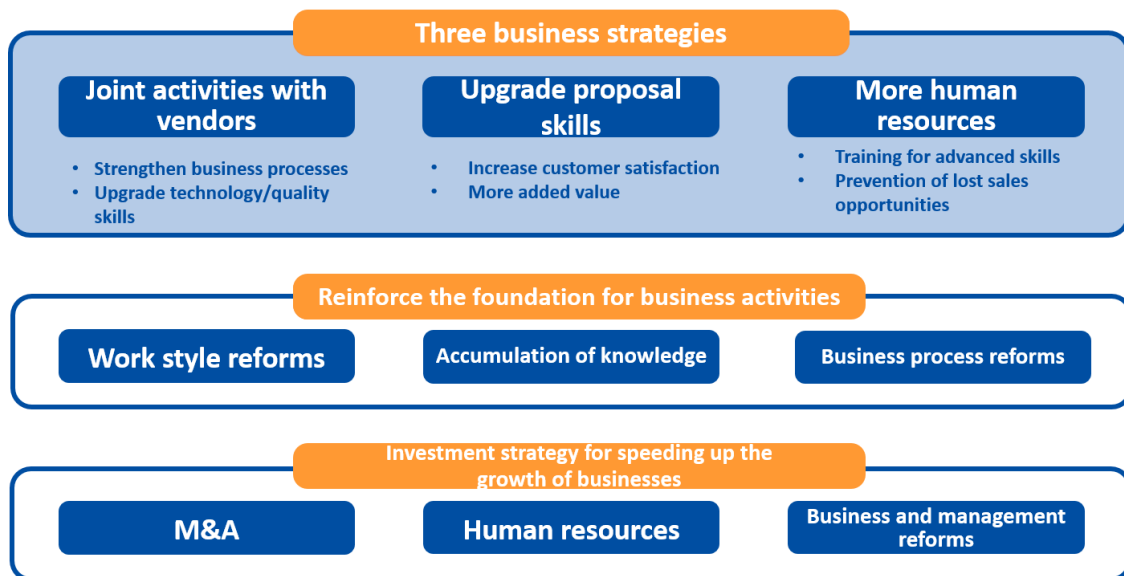 Three business strategies
Joint activities with
vendors
• Strengthen business processes
• Upgrade technology/quality
skills
Upgrade proposal
skills
• Increase customer satisfaction
• More added value
More human
resources
• Training for advanced skills
• Prevention of lost sales
opportunities
Reinforce the foundation for business activities
Work style reforms
Accumulation of knowledge
Business process reforms
Investment strategy for speeding up the
growth of businesses
M&A
Human resources
Business and management
reforms